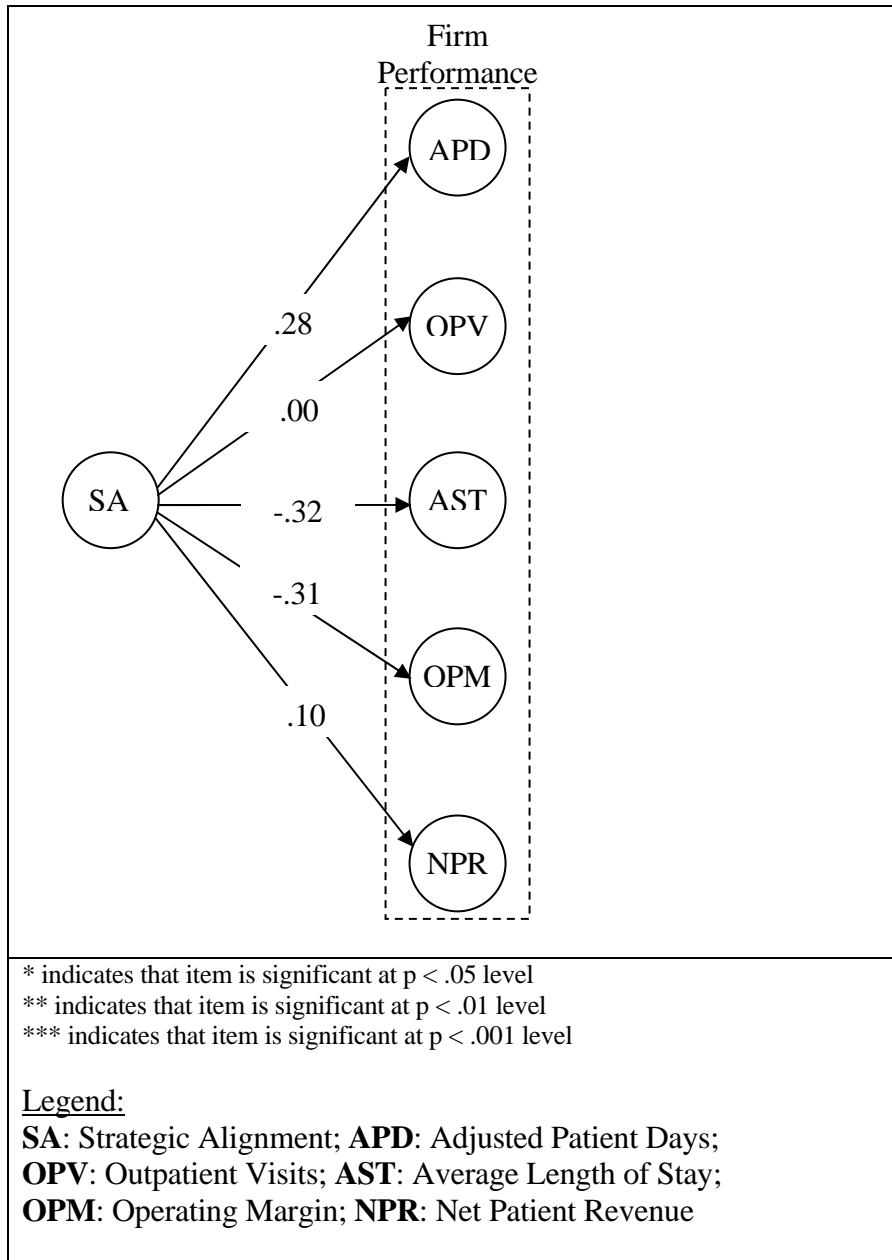 Firm
Performance
APD
.28
OPV
.00
SA
-.32
AST
-.31
OPM
.10
NPR
* indicates that item is significant at p < .05 level
** indicates that item is significant at p < .01 level
*** indicates that item is significant at p < .001 level
Legend:
SA: Strategic Alignment; APD: Adjusted Patient Days;
OPV: Outpatient Visits; AST: Average Length of Stay;
OPM: Operating Margin; NPR: Net Patient Revenue